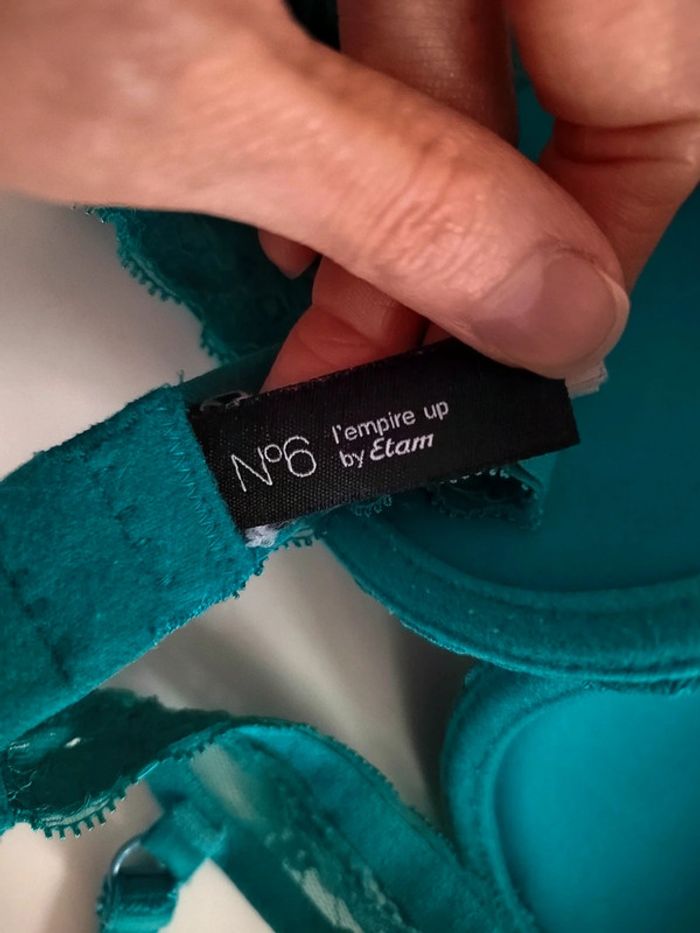 N°6
l'empire up
by Etam